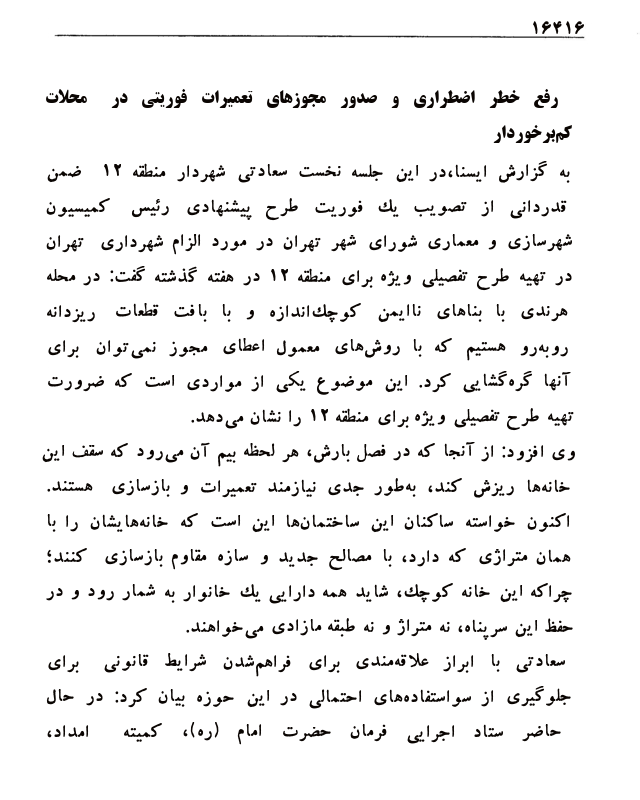 ۱۶۴۱۶
رفع خطر اضطراری و صدور مجوزهای تعمیرات فوریتی در محلات
کم‌برخوردار
به گزارش ایسنا،در این جلسه نخست سعادتی شهردار منطقه ۱۲ ضمن
قدردانی از تصویب یك فوریت طرح پیشنهادی رئیس کمیسیون
شهرسازی و معماری شورای شهر تهران در مورد الزام شهرداری تهران
در تهیه طرح تفصیلی ویژه برای منطقه ۱۲ در هفته گذشته گفت: در محله
هرندی با بناهای ناایمن کوچك‌اندازه و با بافت قطعات ریزدانه
روبه‌رو هستیم که با روش‌های معمول اعطای مجوز نمی‌توان برای
آنها گره‌گشایی کرد. این موضوع یکی از مواردی است که ضرورت
تهیه طرح تفصیلی ویژه برای منطقه ۱۲ را نشان می‌دهد.
وی افزود: از آنجا که در فصل بارش، هر لحظه بیم آن می‌رود که سقف این
خانه‌ها ریزش کند، به‌طور جدی نیازمند تعمیرات و بازسازی هستند.
اکنون خواسته ساکنان این ساختمان‌ها این است که خانه‌هایشان را با
همان متراژی که دارد، با مصالح جدید و سازه مقاوم بازسازی کنند؛
چراکه این خانه کوچك، شاید همه دارایی یك خانوار به شمار رود و در
حفظ این سرپناه، نه متراژ و نه طبقه مازادی می‌خواهند.
سعادتی با ابراز علاقه‌مندی برای فراهم‌شدن شرایط قانونی برای
جلوگیری از سواستفاده‌های احتمالی در این حوزه بیان کرد: در حال
حاضر ستاد اجرایی فرمان حضرت امام (ره)، کمیته امداد،